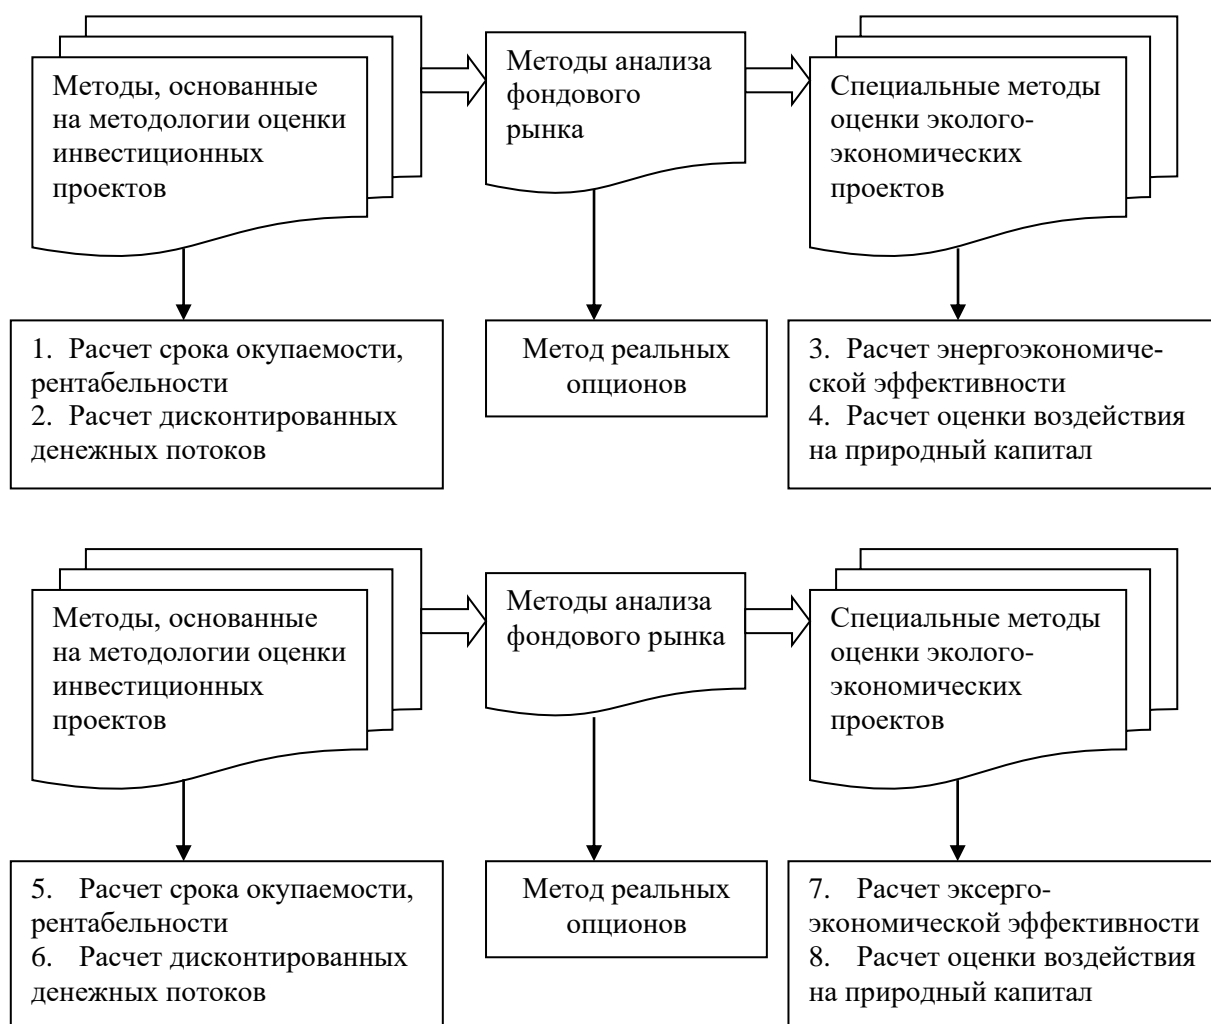 Методы, основанные
на методологии оценки
инвестиционных
проектов
Методы анализа
фондового
рынка
Специальные методы
оценки эколого-
экономических
проектов
1. Расчет срока окупаемости,
рентабельности
2. Расчет дисконтированных
денежных потоков
Метод реальных
опционов
3. Расчет энергоэкономиче-
ской эффективности
4. Расчет оценки воздействия
на природный капитал
Методы, основанные
на методологии оценки
инвестиционных
проектов
Методы анализа
фондового рынка
Специальные методы
оценки эколого-
экономических
проектов
5. Расчет срока окупаемости,
рентабельности
6. Расчет дисконтированных
денежных потоков
Метод реальных
опционов
7. Расчет эксерго-
экономической эффективности
8. Расчет оценки воздействия
на природный капитал